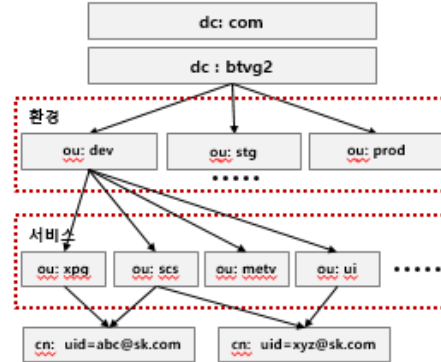 dc: com
dc : btvg2
환경
ou: dev
ou: stg
ou: prod
•••••
•••••
서비스
ou: xpg
ou: scs
ou: metv
ou: ui
•••••
cn: uid=abc@sk.com
cn: uid=xyz@sk.com